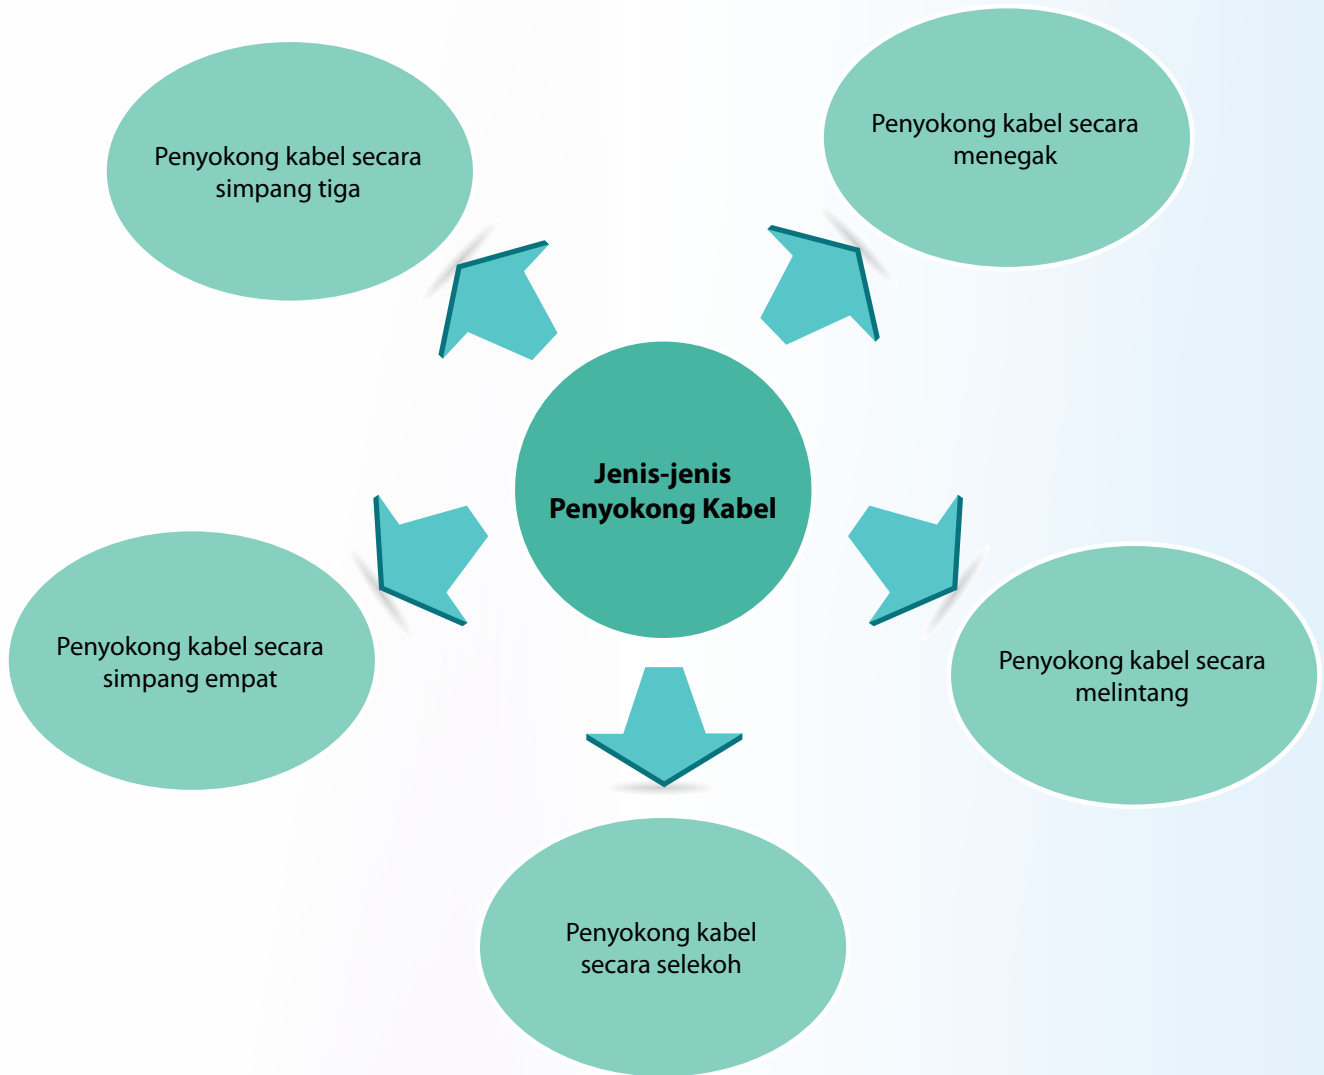 Penyokong kabel secara
menegak
Penyokong kabel secara
simpang tiga
Jenis-jenis
Penyokong Kabel
Penyokong kabel secara
simpang empat
Penyokong kabel secara
melintang
Penyokong kabel
secara selekoh